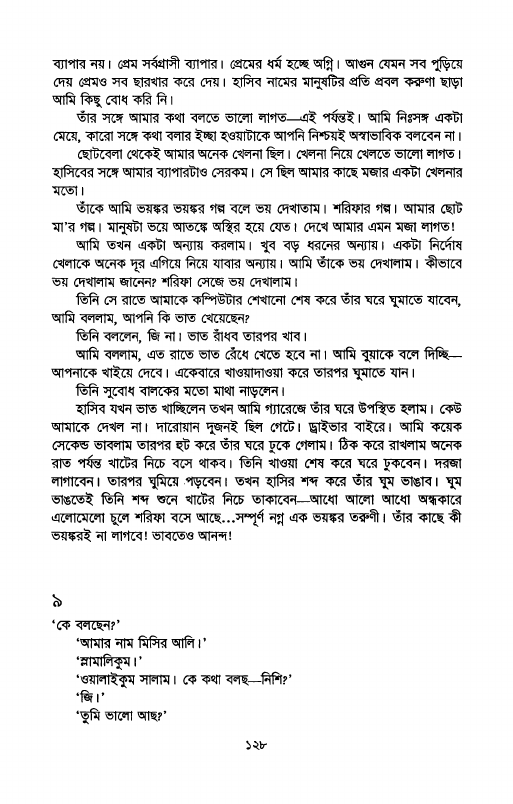 ব্যাপার নয়। প্রেম সর্বগ্রাসী ব্যাপার। প্রেমের ধর্ম হচ্ছে অগ্নি। আগুন যেমন সব পুড়িয়ে
দেয় প্রেমও সব ছারখার করে দেয়। হাসিব নামের মানুষটির প্রতি প্রবল করুণা ছাড়া
আমি কিছু বোধ করি নি।
তাঁর সঙ্গে আমার কথা বলতে ভালো লাগত—এই পর্যন্তই। আমি নিঃসঙ্গ একটা
মেয়ে, কারো সঙ্গে কথা বলার ইচ্ছা হওয়াটাকে আপনি নিশ্চয়ই অস্বাভাবিক বলবেন না।
ছোটবেলা থেকেই আমার অনেক খেলনা ছিল। খেলনা নিয়ে খেলতে ভালো লাগত।
হাসিবের সঙ্গে আমার ব্যাপারটাও সেরকম। সে ছিল আমার কাছে মজার একটা খেলনার
মতো।
তাঁকে আমি ভয়ঙ্কর ভয়ঙ্কর গল্প বলে ভয় দেখাতাম। শরিফার গল্প। আমার ছোট
মা'র গল্প। মানুষটা ভয়ে আতঙ্কে অস্থির হয়ে যেত। দেখে আমার এমন মজা লাগত!
আমি তখন একটা অন্যায় করলাম। খুব বড় ধরনের অন্যায়। একটা নির্দোষ
খেলাকে অনেক দূর এগিয়ে নিয়ে যাবার অন্যায়। আমি তাঁকে ভয় দেখালাম। কীভাবে
ভয় দেখালাম জানেন? শরিফা সেজে ভয় দেখালাম।
তিনি সে রাতে আমাকে কম্পিউটার শেখানো শেষ করে তাঁর ঘরে ঘুমাতে যাবেন,
আমি বললাম, আপনি কি ভাত খেয়েছেন?
তিনি বললেন, জি না। ভাত রাঁধব তারপর খাব।
আমি বললাম, এত রাতে ভাত রেঁধে খেতে হবে না। আমি বুয়াকে বলে দিচ্ছি—
আপনাকে খাইয়ে দেবে। একেবারে খাওয়াদাওয়া করে তারপর ঘুমাতে যান।
তিনি সুবোধ বালকের মতো মাথা নাড়লেন।
হাসিব যখন ভাত খাচ্ছিলেন তখন আমি গ্যারেজে তাঁর ঘরে উপস্থিত হলাম। কেউ
আমাকে দেখল না। দারোয়ান দুজনই ছিল গেটে। ড্রাইভার বাইরে। আমি কয়েক
সেকেন্ড ভাবলাম তারপর হুট করে তাঁর ঘরে ঢুকে গেলাম। ঠিক করে রাখলাম অনেক
রাত পর্যন্ত খাটের নিচে বসে থাকব। তিনি খাওয়া শেষ করে ঘরে ঢুকবেন। দরজা
লাগাবেন। তারপর ঘুমিয়ে পড়বেন। তখন হাসির শব্দ করে তাঁর ঘুম ভাঙাব। ঘুম
ভাঙতেই তিনি শব্দ শুনে খাটের নিচে তাকাবেন—আধো আলো আধো অন্ধকারে
এলোমেলো চুলে শরিফা বসে আছে...সম্পূর্ণ নগ্ন এক ভয়ঙ্কর তরুণী। তাঁর কাছে কী
ভয়ঙ্করই না লাগবে! ভাবতেও আনন্দ!
৯
‘কে বলছেন?’
‘আমার নাম মিসির আলি।’
‘স্লামালিকুম।’
‘ওয়ালাইকুম সালাম। কে কথা বলছ—নিশি?’
‘জি।’
‘তুমি ভালো আছ?’
১২৮